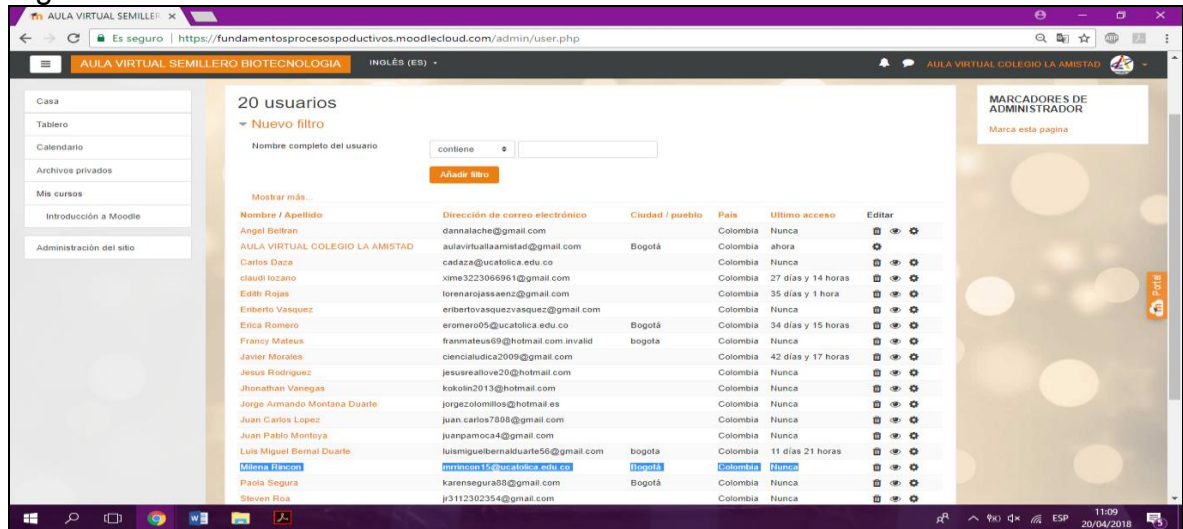 AULA VIRTUAL SEMILLER
Es seguro | https://fundamentosprocesospoductivos.moodlecloud.com/admin/user.php
AULA VIRTUAL SEMILLERO BIOTECNOLOGIA INGLÉS (ES) AULA VIRTUAL COLEGIO LA AMISTAD
Casa
Tablero
Calendario
Archivos privados
Mis cursos
Introducción a Moodle
Administración del sitio
20 usuarios
Nuevo filtro
Nombre completo del usuario contiene
Añadir filtro
Mostrar más...
Nombre / Apellido Dirección de correo electrónico Ciudad / pueblo País Ultimo acceso Editar
Angel Beltran dannalache@gmail.com Colombia Nunca
AULA VIRTUAL COLEGIO LA AMISTAD aulavirtuallaamistad@gmail.com Bogotá Colombia ahora
Carlos Daza cadaza@ucatolica.edu.co Colombia Nunca
claudi lozano xime3223066961@gmail.com Colombia 27 días y 14 horas
Edith Rojas lorenarojassaenz@gmail.com Colombia 35 días y 1 hora
Eriberto Vasquez eribertovasquezvasquez@gmail.com Colombia Nunca
Erica Romero eromero05@ucatolica.edu.co Bogotá Colombia 34 días y 15 horas
Francy Mateus franmateus69@hotmail.com.invalid bogota Colombia Nunca
Javier Morales ciencialudica2009@gmail.com Colombia 42 días y 17 horas
Jesus Rodriguez jesusreallove20@hotmail.com Colombia Nunca
Jhonathan Vanegas kokolin2013@hotmail.com Colombia Nunca
Jorge Armando Montana Duarte jorgezolomillos@hotmail.es Colombia Nunca
Juan Carlos Lopez juan.carlos7808@gmail.com Colombia Nunca
Juan Pablo Montoya juanpamoca4@gmail.com Colombia Nunca
Luis Miguel Bernal Duarte luismiguelbernalduarte56@gmail.com bogota Colombia 11 días 21 horas
Milena Rincon mrrincon15@ucatolica.edu.co Bogotá Colombia Nunca
Paola Segura karensegura88@gmail.com Bogotá Colombia Nunca
Steven Roa jr3112302354@gmail.com Colombia Nunca
MARCADORES DE
ADMINISTRADOR
Marca esta pagina
ESP
11:09
20/04/2018